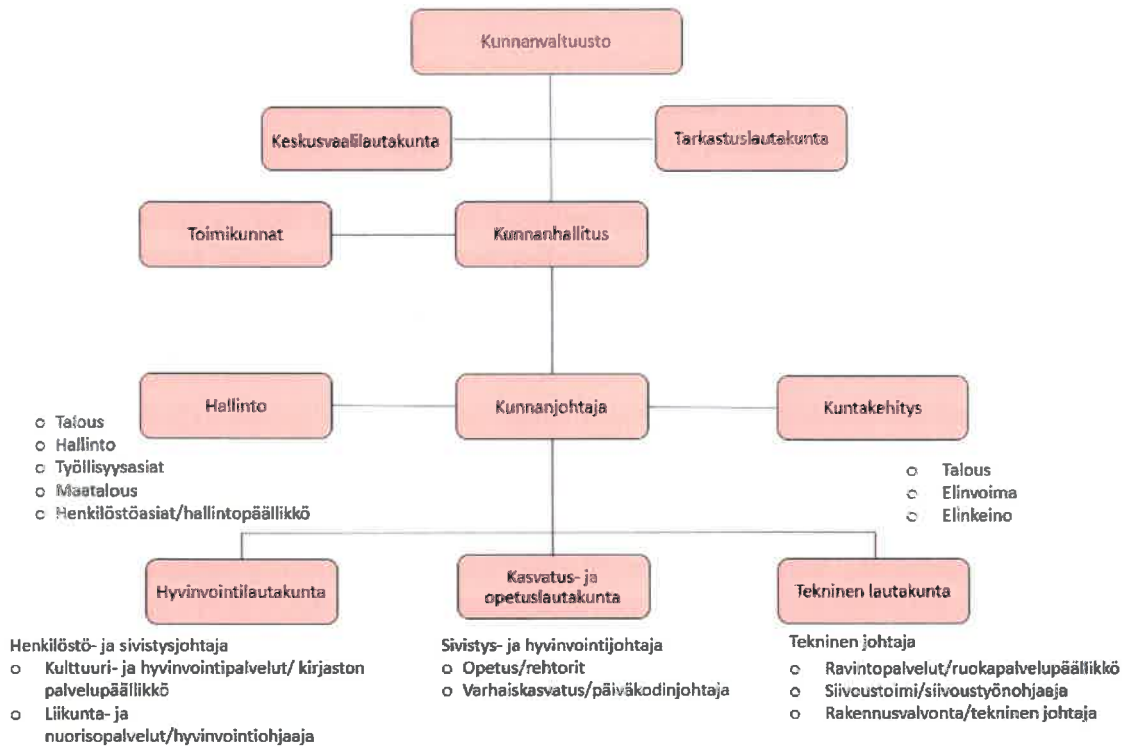 Kunnanvaltuusto
Keskusvaalilautakunta
Tarkastuslautakunta
Toimikunnat
Kunnanhallitus
Hallinto
Kunnanjohtaja
Kuntakehitys
o Talous
o Hallinto
o Työllisyysasiat
o Maatalous
o Henkilöstöasiat/hallintopäällikkö
o Talous
o Elinvoima
o Elinkeino
Hyvinvointilautakunta
Kasvatus- ja
opetuslautakunta
Tekninen lautakunta
Henkilöstö- ja sivistysjohtaja
o Kulttuuri- ja hyvinvointipalvelut/ kirjaston
palvelupäällikkö
o Liikunta- ja
nuorisopalvelut/hyvinvointiohjaaja
Sivistys- ja hyvinvointijohtaja
o Opetus/rehtorit
o Varhaiskasvatus/päiväkodinjohtaja
Tekninen johtaja
o Ravintopalvelut/ruokapalvelupäällikkö
o Siivoustoimi/siivoustyönohjaaja
o Rakennusvalvonta/tekninen johtaja